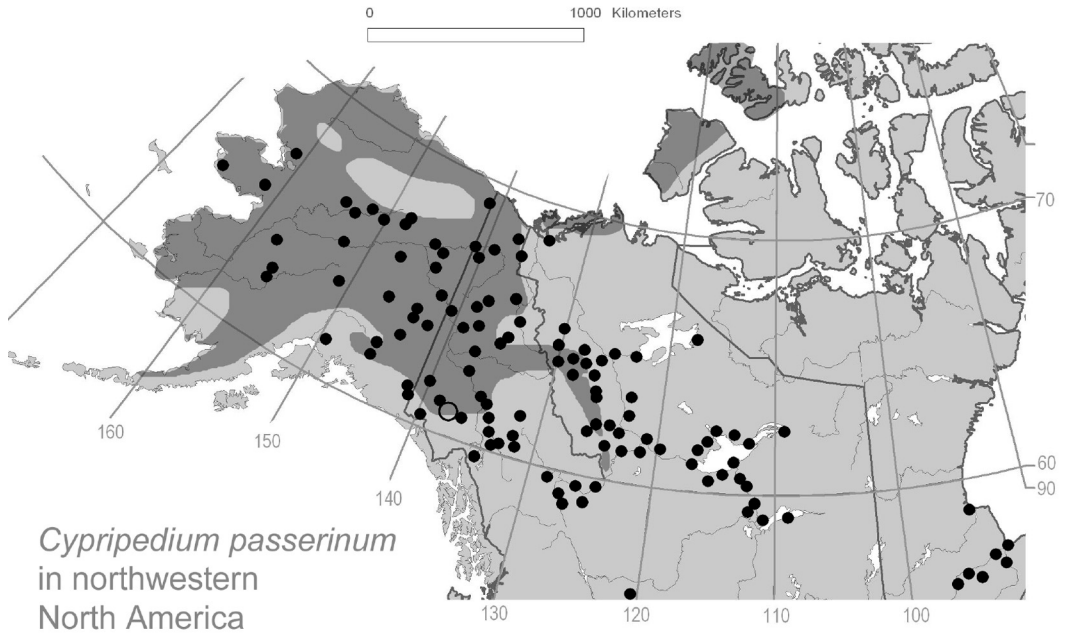 0 1000 Kilometers
70
160
150
140
60
90
Cypripedium passerinum
in northwestern
North America
130
120
110
100